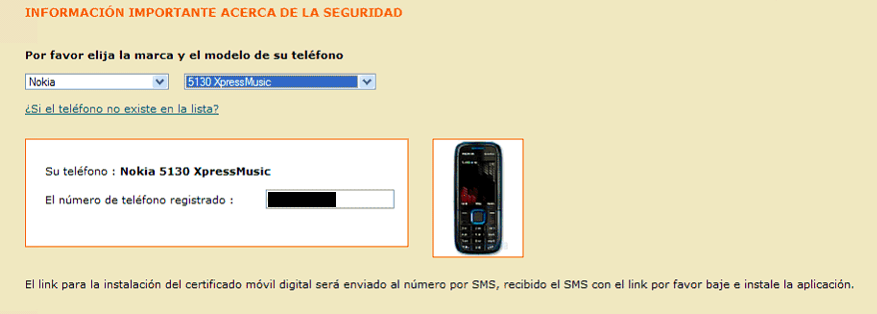 INFORMACIÓN IMPORTANTE ACERCA DE LA SEGURIDAD
Por favor elija la marca y el modelo de su teléfono
Nokia 5130 XpressMusic
¿Si el teléfono no existe en la lista?
Su teléfono : Nokia 5130 XpressMusic
El número de teléfono registrado :
El link para la instalación del certificado móvil digital será enviado al número por SMS, recibido el SMS con el link por favor baje e instale la aplicación.